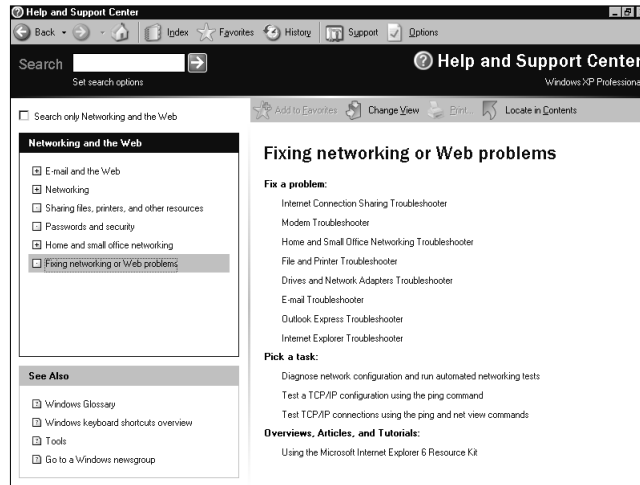 Help and Support Center
Back Index Favorites History Support Options
Search
Set search options
Help and Support Center
Windows XP Professiona
Search only Networking and the Web
Add to Favorites Change View Print... Locate in Contents
Networking and the Web
E-mail and the Web
Networking
Sharing files, printers, and other resources
Passwords and security
Home and small office networking
Fixing networking or Web problems
See Also
Windows Glossary
Windows keyboard shortcuts overview
Tools
Go to a Windows newsgroup
Fixing networking or Web problems
Fix a problem:
Internet Connection Sharing Troubleshooter
Modem Troubleshooter
Home and Small Office Networking Troubleshooter
File and Printer Troubleshooter
Drives and Network Adapters Troubleshooter
E-mail Troubleshooter
Outlook Express Troubleshooter
Internet Explorer Troubleshooter
Pick a task:
Diagnose network configuration and run automated networking tests
Test a TCP/IP configuration using the ping command
Test TCP/IP connections using the ping and net view commands
Overviews, Articles, and Tutorials:
Using the Microsoft Internet Explorer 6 Resource Kit